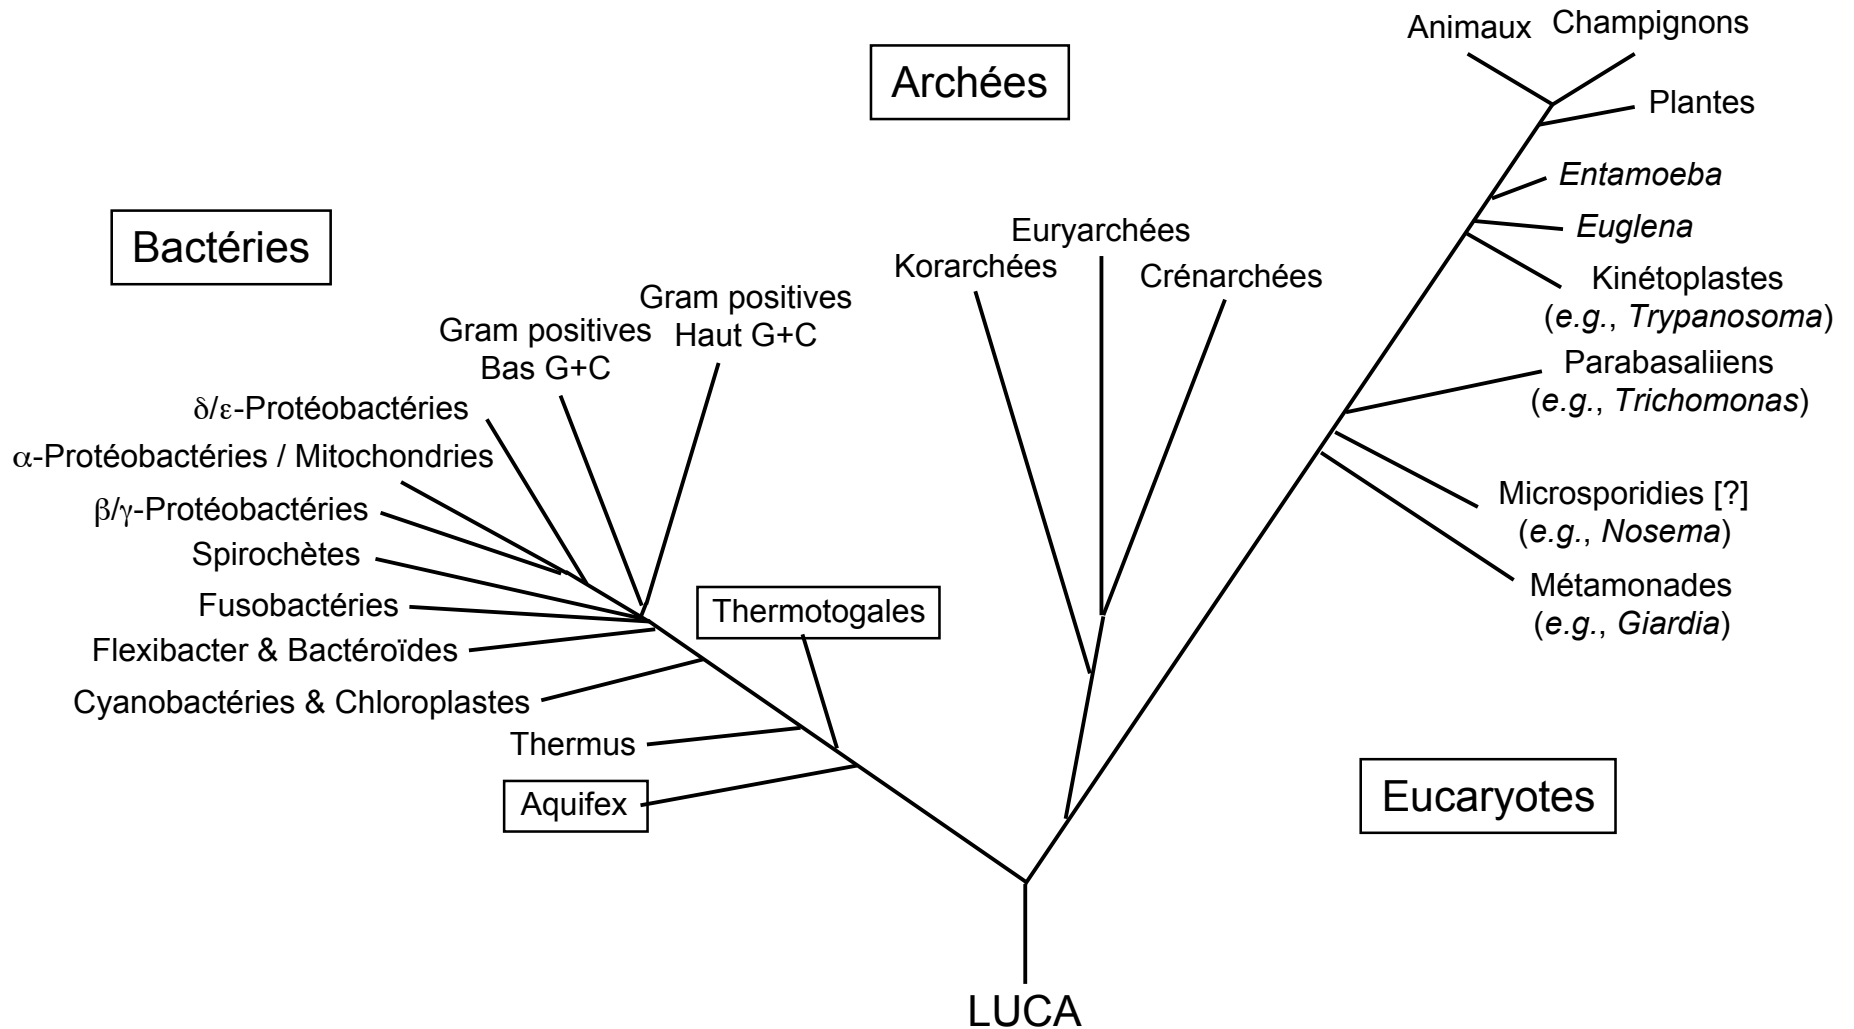 Animaux
Champignons
Archées
Plantes
Entamoeba
Bactéries
Euryarchées
Euglena
Korarchées
Crénarchées
Kinétoplastes
(e.g., Trypanosoma)
Gram positives
Haut G+C
Gram positives
Bas G+C
Parabasaliiens
(e.g., Trichomonas)
δ/ε-Protéobactéries
α-Protéobactéries / Mitochondries
β/γ-Protéobactéries
Microsporidies [?]
(e.g., Nosema)
Spirochètes
Fusobactéries
Thermotogales
Métamonades
(e.g., Giardia)
Flexibacter & Bactéroïdes
Cyanobactéries & Chloroplastes
Thermus
Aquifex
Eucaryotes
LUCA